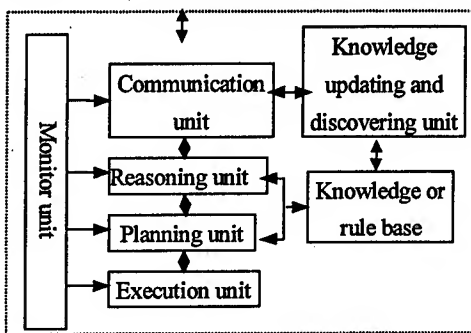 Monitor unit
Communication
unit
Reasoning unit
Planning unit
Execution unit
Knowledge
updating and
discovering unit
Knowledge or
rule base